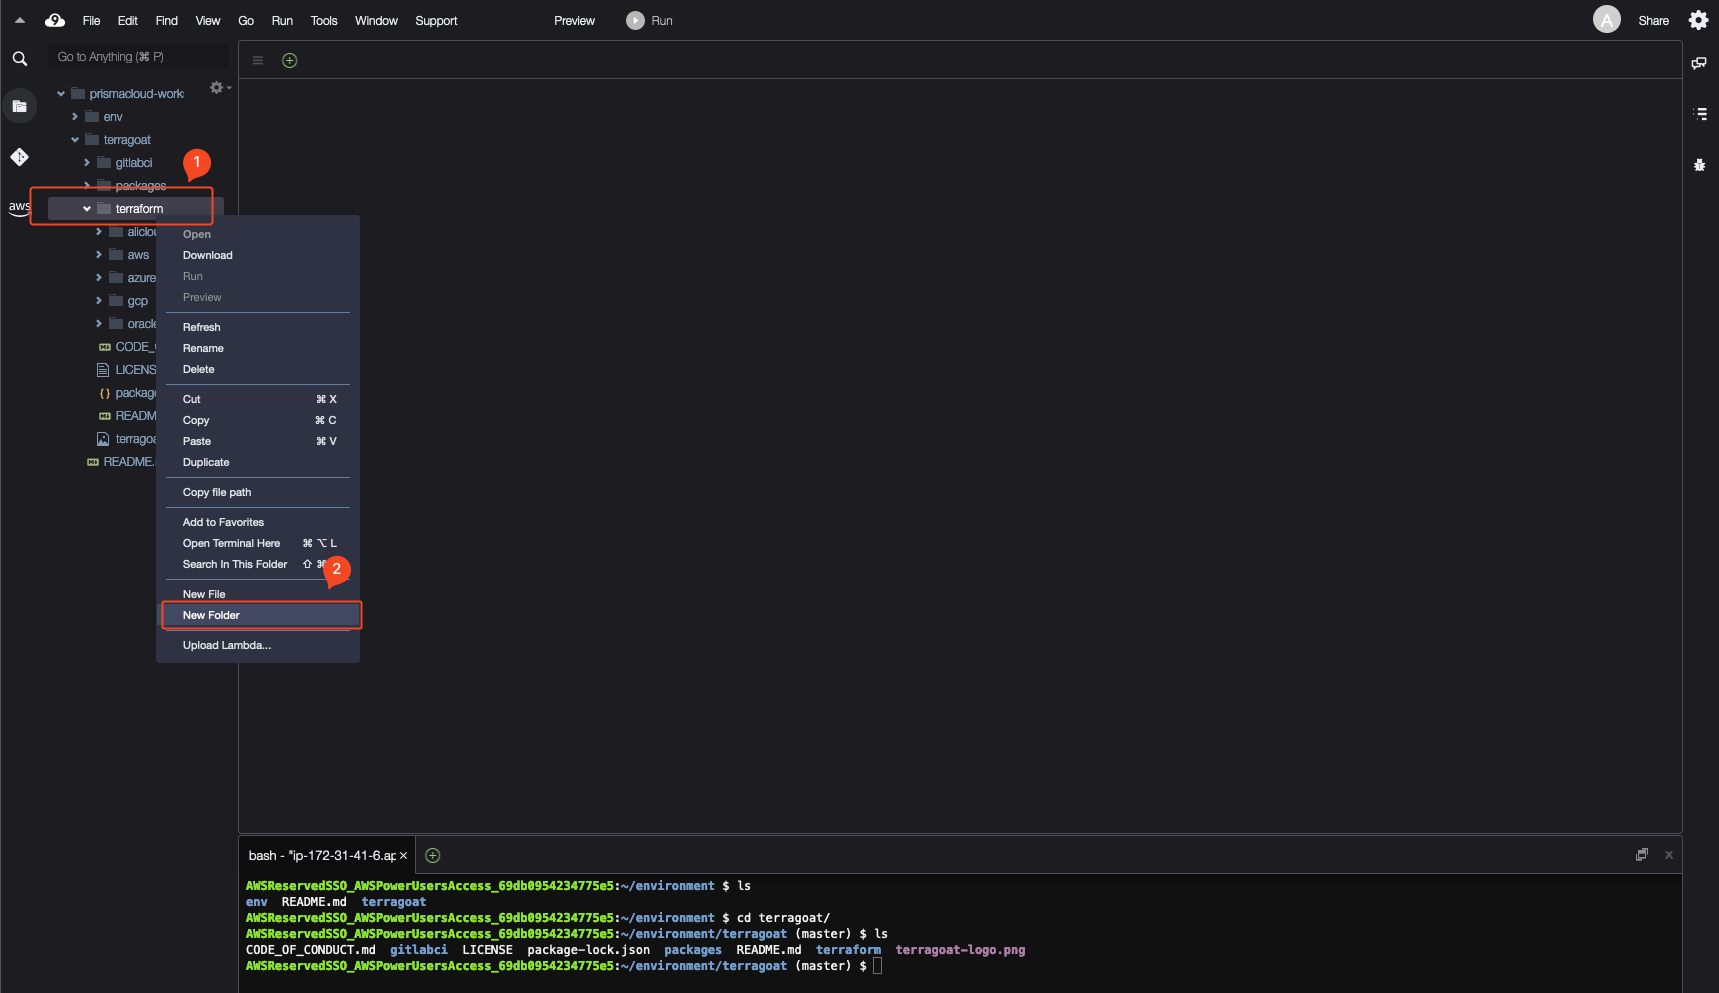 File Edit Find View Go Run Tools Window Support Preview Run A Share
Go to Anything (⌘ P)
prismacloud-works
env
terragoat
gitlabci
1
packages
aws
terraform
aliclou
aws
azure
gcp
oracle
CODE_
LICENS
package
READM
terragoa
README.
Open
Download
Run
Preview
Refresh
Rename
Delete
Cut ⌘ X
Copy ⌘ C
Paste ⌘ V
Duplicate
Copy file path
Add to Favorites
Open Terminal Here ⌘ ⌥ L
Search In This Folder ⇧ ⌘
2
New File
New Folder
Upload Lambda...
bash - "ip-172-31-41-6.ap ×
AWSReservedSSO_AWSPowerUsersAccess_69db0954234775e5:~/environment $ ls
env README.md terragoat
AWSReservedSSO_AWSPowerUsersAccess_69db0954234775e5:~/environment $ cd terragoat/
AWSReservedSSO_AWSPowerUsersAccess_69db0954234775e5:~/environment/terragoat (master) $ ls
CODE_OF_CONDUCT.md gitlabci LICENSE package-lock.json packages README.md terraform terragoat-logo.png
AWSReservedSSO_AWSPowerUsersAccess_69db0954234775e5:~/environment/terragoat (master) $